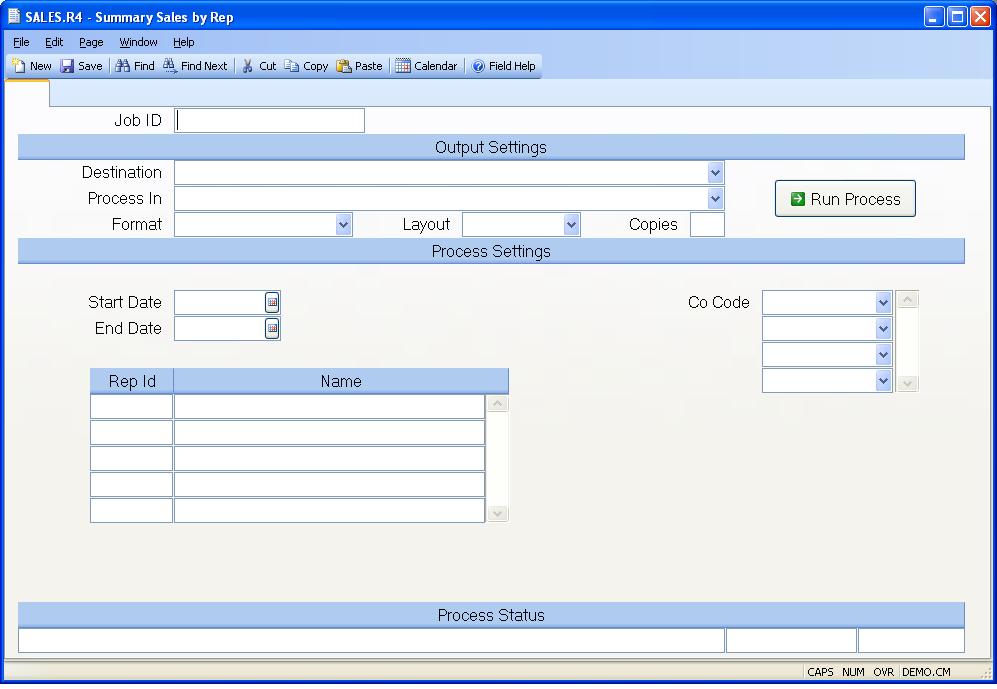 SALES.R4 - Summary Sales by Rep
File Edit Page Window Help
New Save Find Find Next Cut Copy Paste Calendar Field Help
Job ID
Output Settings
Destination
Process In
Run Process
Format Layout Copies
Process Settings
Start Date Co Code
End Date
Rep Id Name
Process Status
CAPS NUM OVR DEMO.CM